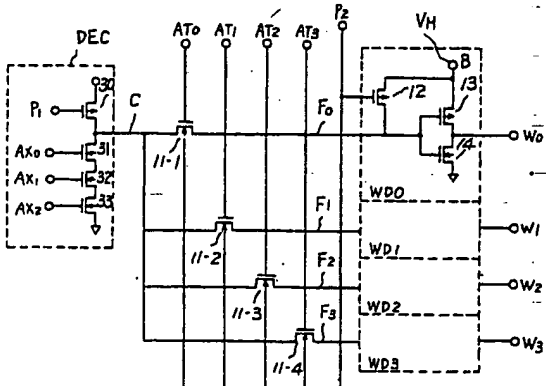 DEC
AT0 AT1 AT2 AT3 P2
VH
B
30
12
13
P1
C
F0
W0
AX0
31
11-1
14
AX1
32
WD0
AX2
33
F1
W1
11-2
WD1
F2
W2
11-3
WD2
F3
W3
11-4
WD3